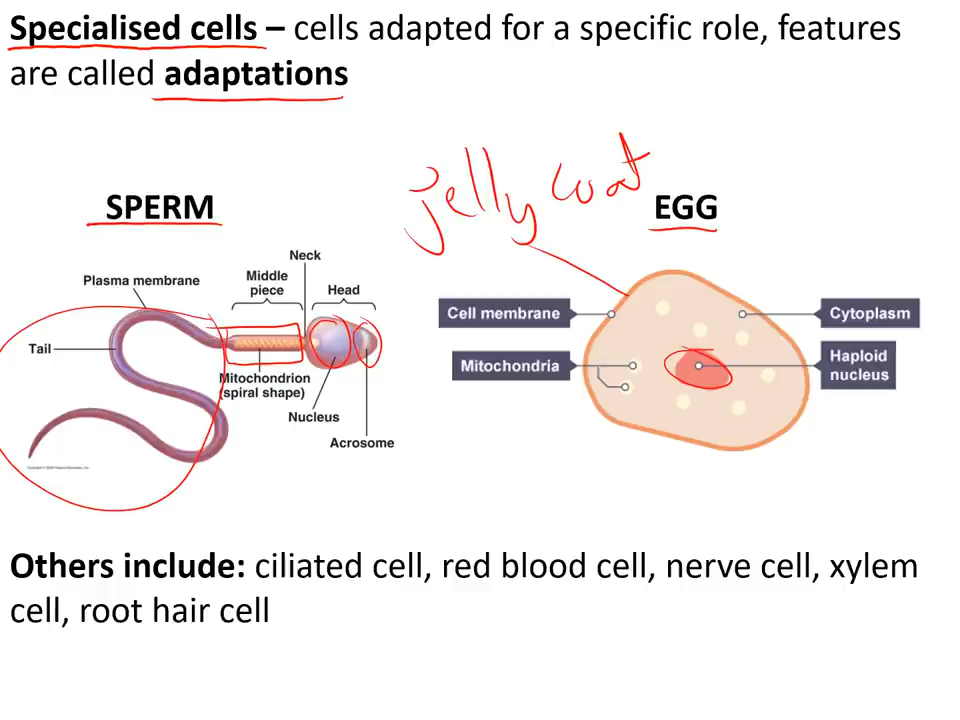 Specialised cells – cells adapted for a specific role, features
are called adaptations
jelly coat
SPERM
EGG
Neck
Plasma membrane
Middle
piece
Head
Tail
Mitochondrion
(spiral shape)
Nucleus
Acrosome
Cell membrane
Mitochondria
Cytoplasm
Haploid
nucleus
Others include: ciliated cell, red blood cell, nerve cell, xylem
cell, root hair cell